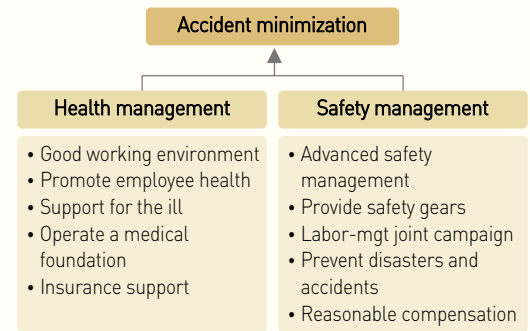 Accident minimization
Health management
• Good working environment
• Promote employee health
• Support for the ill
• Operate a medical
foundation
• Insurance support
Safety management
• Advanced safety
management
• Provide safety gears
• Labor-mgt joint campaign
• Prevent disasters and
accidents
• Reasonable compensation